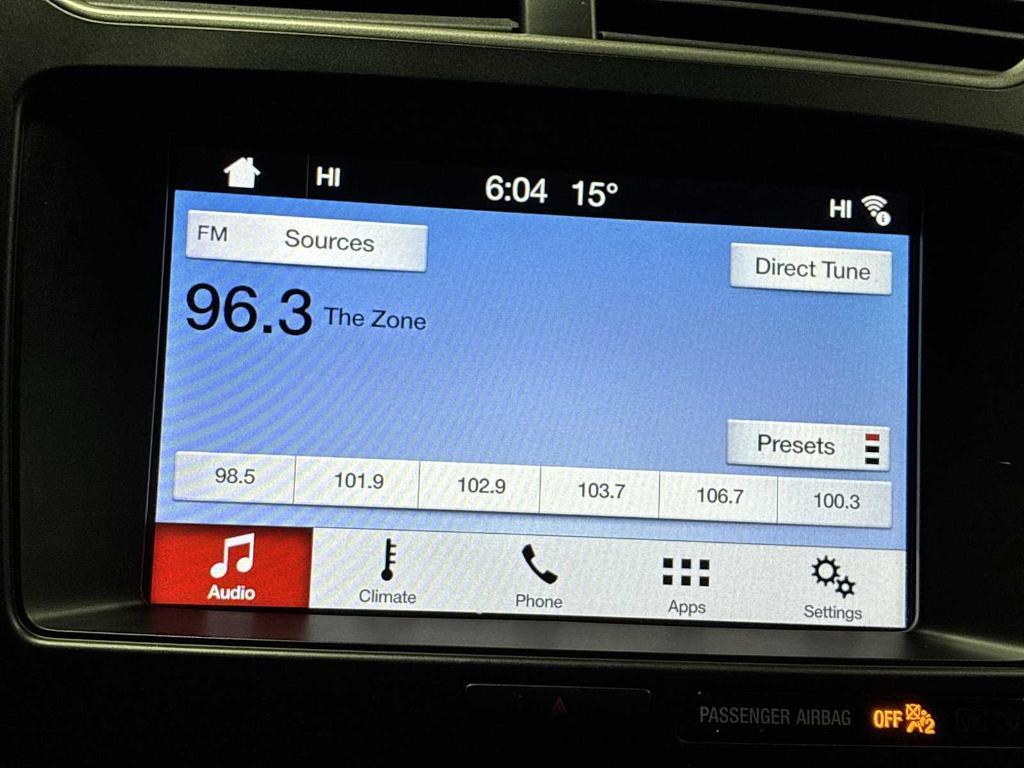 HI 6:04 15° HI
FM Sources
Direct Tune
96.3 The Zone
Presets
98.5 101.9 102.9 103.7 106.7 100.3
Audio Climate Phone Apps Settings
PASSENGER AIRBAG OFF 2